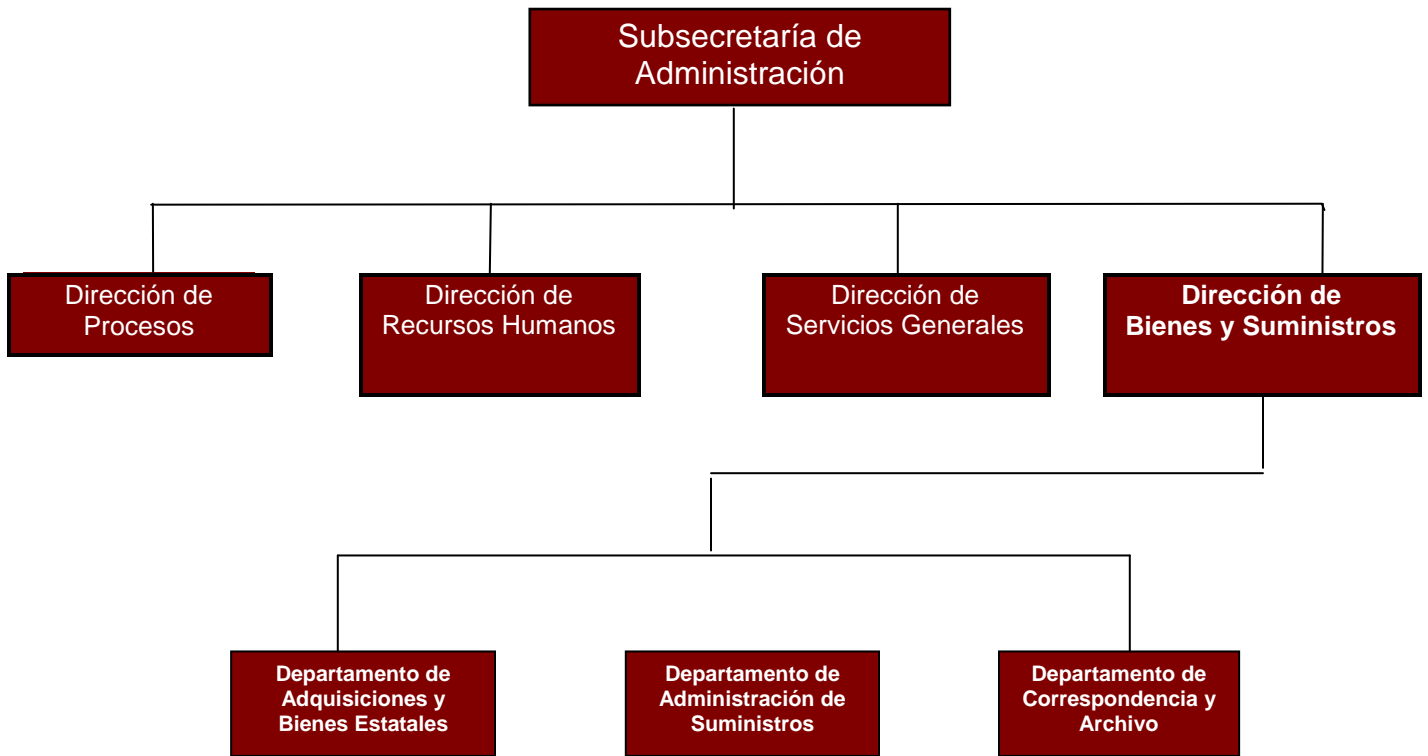 Subsecretaría de
Administración
Dirección de
Procesos
Dirección de
Recursos Humanos
Dirección de
Servicios Generales
Dirección de
Bienes y Suministros
Departamento de
Adquisiciones y
Bienes Estatales
Departamento de
Administración de
Suministros
Departamento de
Correspondencia y
Archivo